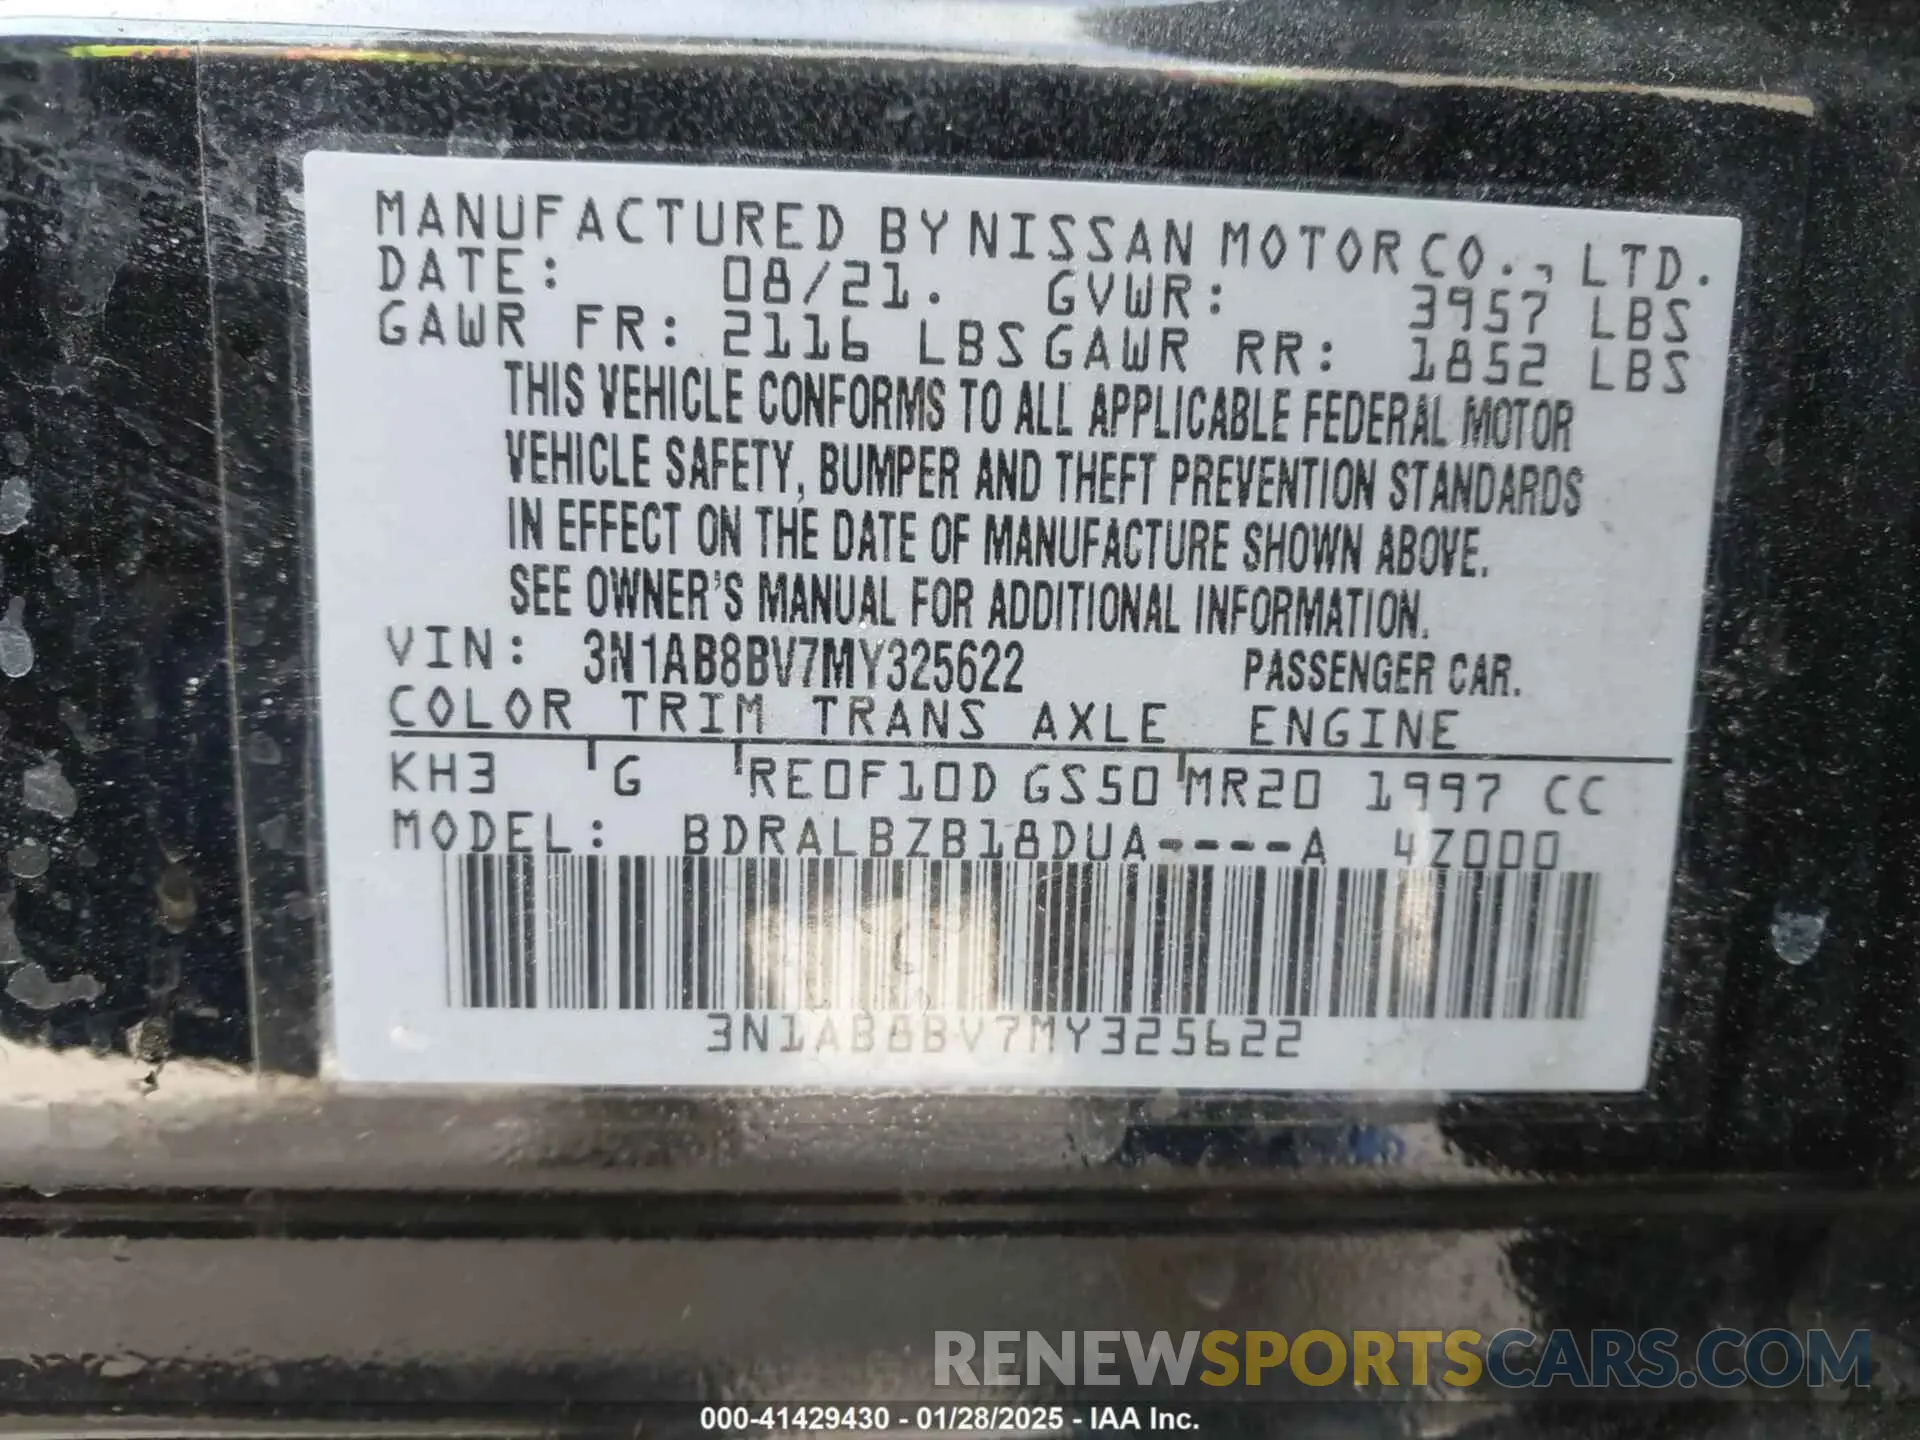 MANUFACTURED BY NISSAN MOTOR CO., LTD.
DATE: 08/21. GVWR: 3957 LBS
GAWR FR: 2116 LBS GAWR RR: 1852 LBS
THIS VEHICLE CONFORMS TO ALL APPLICABLE FEDERAL MOTOR
VEHICLE SAFETY, BUMPER AND THEFT PREVENTION STANDARDS
IN EFFECT ON THE DATE OF MANUFACTURE SHOWN ABOVE.
SEE OWNER'S MANUAL FOR ADDITIONAL INFORMATION.
VIN: 3N1AB8BV7MY325622 PASSENGER CAR.
COLOR TRIM TRANS AXLE ENGINE
KH3 G RE0F10D GS50 MR20 1997 CC
MODEL: BDRALBZB18DUA----A 4Z000
3N1AB8BV7MY325622
RENEWSPORTSCARS.COM
000-41429430 - 01/28/2025 - IAA Inc.